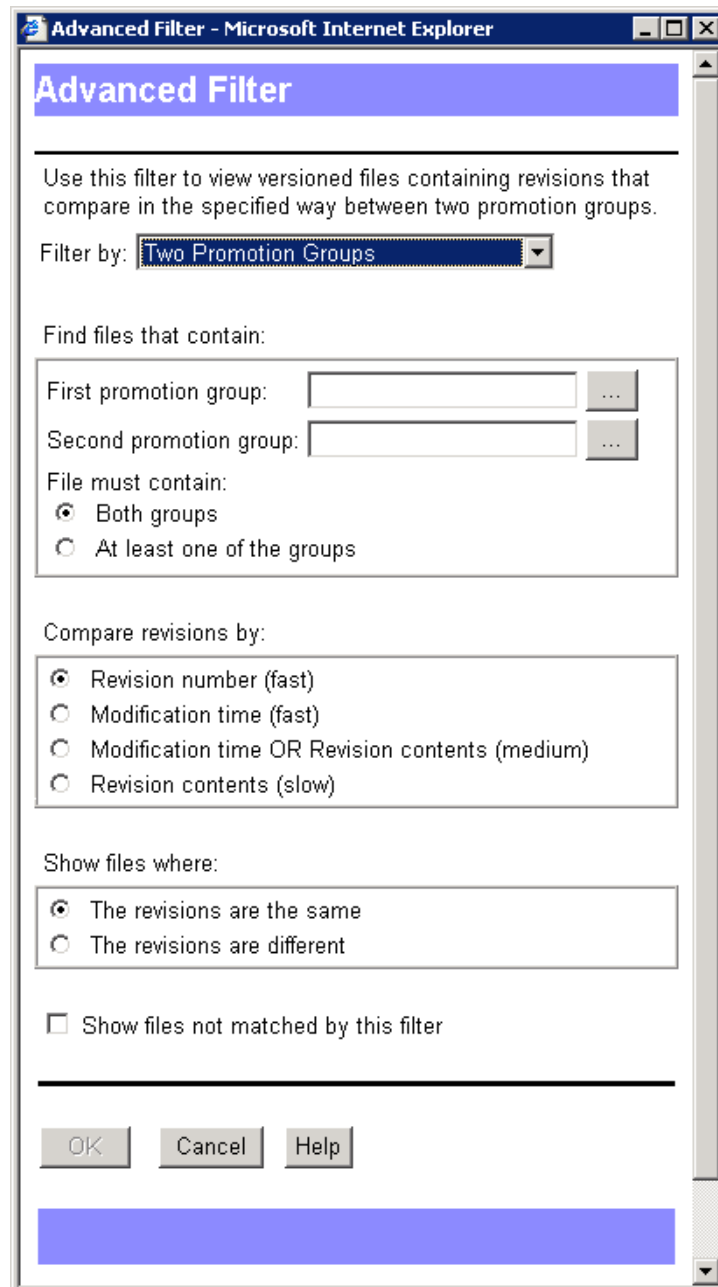 Advanced Filter - Microsoft Internet Explorer
Advanced Filter
Use this filter to view versioned files containing revisions that
compare in the specified way between two promotion groups.
Filter by: Two Promotion Groups
Find files that contain:
First promotion group: ...
Second promotion group: ...
File must contain:
Both groups
At least one of the groups
Compare revisions by:
Revision number (fast)
Modification time (fast)
Modification time OR Revision contents (medium)
Revision contents (slow)
Show files where:
The revisions are the same
The revisions are different
Show files not matched by this filter
OK Cancel Help